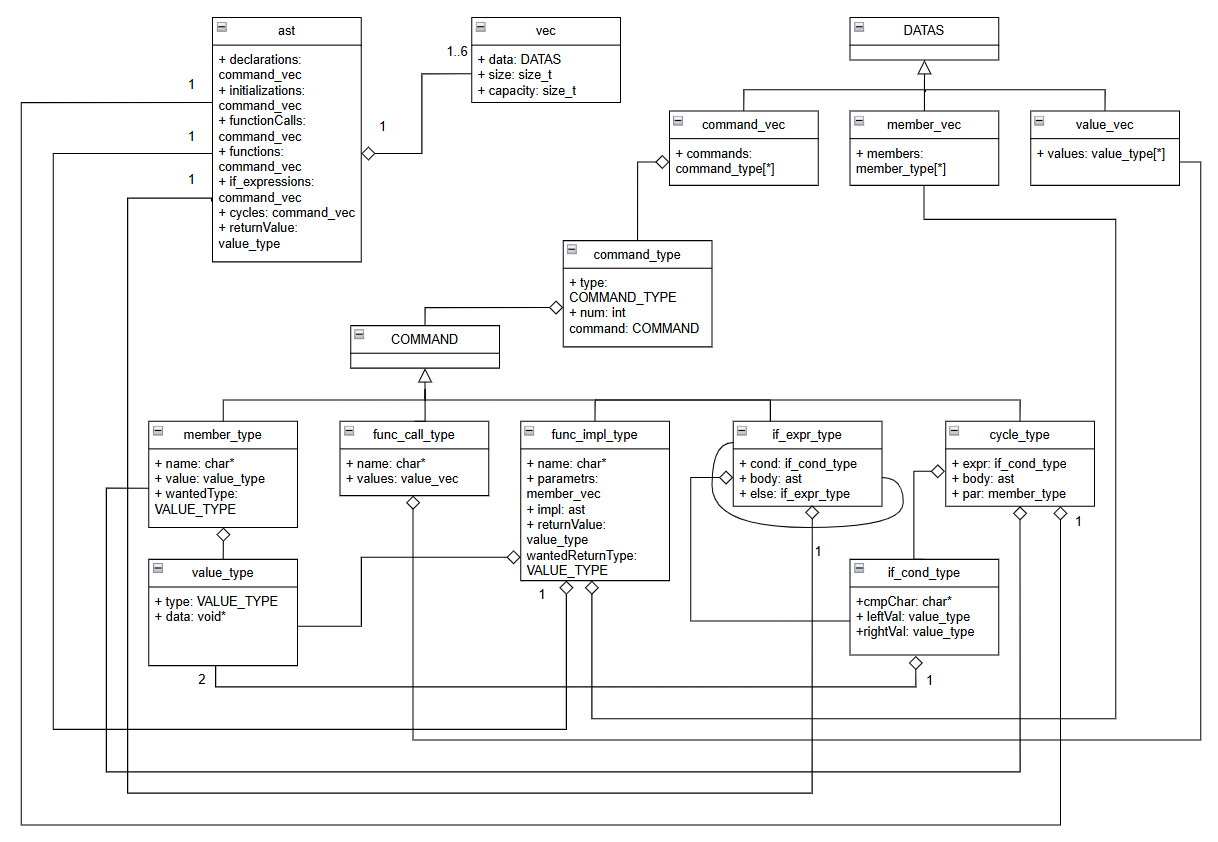 ast
+ declarations:
command_vec
+ initializations:
command_vec
+ functionCalls:
command_vec
+ functions:
command_vec
+ if_expressions:
command_vec
+ cycles: command_vec
+ returnValue:
value_type
1
1
1
1
1..6
vec
+ data: DATAS
+ size: size_t
+ capacity: size_t
DATAS
command_vec
+ commands:
command_type[*]
member_vec
+ members:
member_type[*]
value_vec
+ values: value_type[*]
command_type
+ type:
COMMAND_TYPE
+ num: int
command: COMMAND
COMMAND
member_type
+ name: char*
+ value: value_type
+ wantedType:
VALUE_TYPE
func_call_type
+ name: char*
+ values: value_vec
func_impl_type
+ name: char*
+ parametrs:
member_vec
+ impl: ast
+ returnValue:
value_type
wantedReturnType:
VALUE_TYPE
1
if_expr_type
+ cond: if_cond_type
+ body: ast
+ else: if_expr_type
1
cycle_type
+ expr: if_cond_type
+ body: ast
+ par: member_type
1
value_type
+ type: VALUE_TYPE
+ data: void*
2
if_cond_type
+cmpChar: char*
+ leftVal: value_type
+rightVal: value_type
1